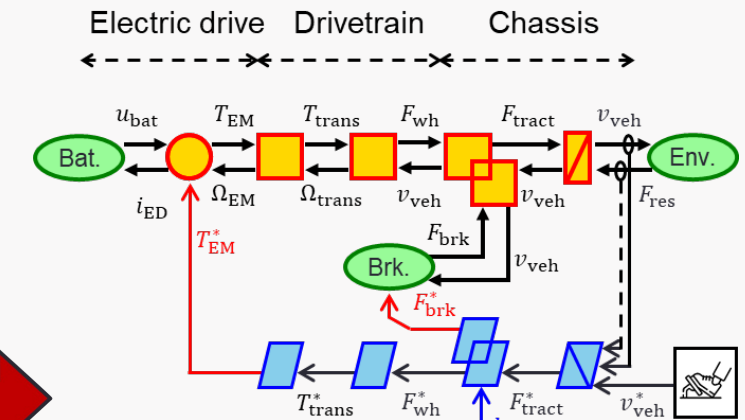 Electric drive Drivetrain Chassis
u_bat T_EM T_trans F_wh F_tract v_veh
Bat. Env.
i_ED Ω_EM Ω_trans v_veh v_veh F_res
T*_EM F_brk v_veh
Brk.
F*_brk
T*_trans F*_wh F*_tract v*_veh